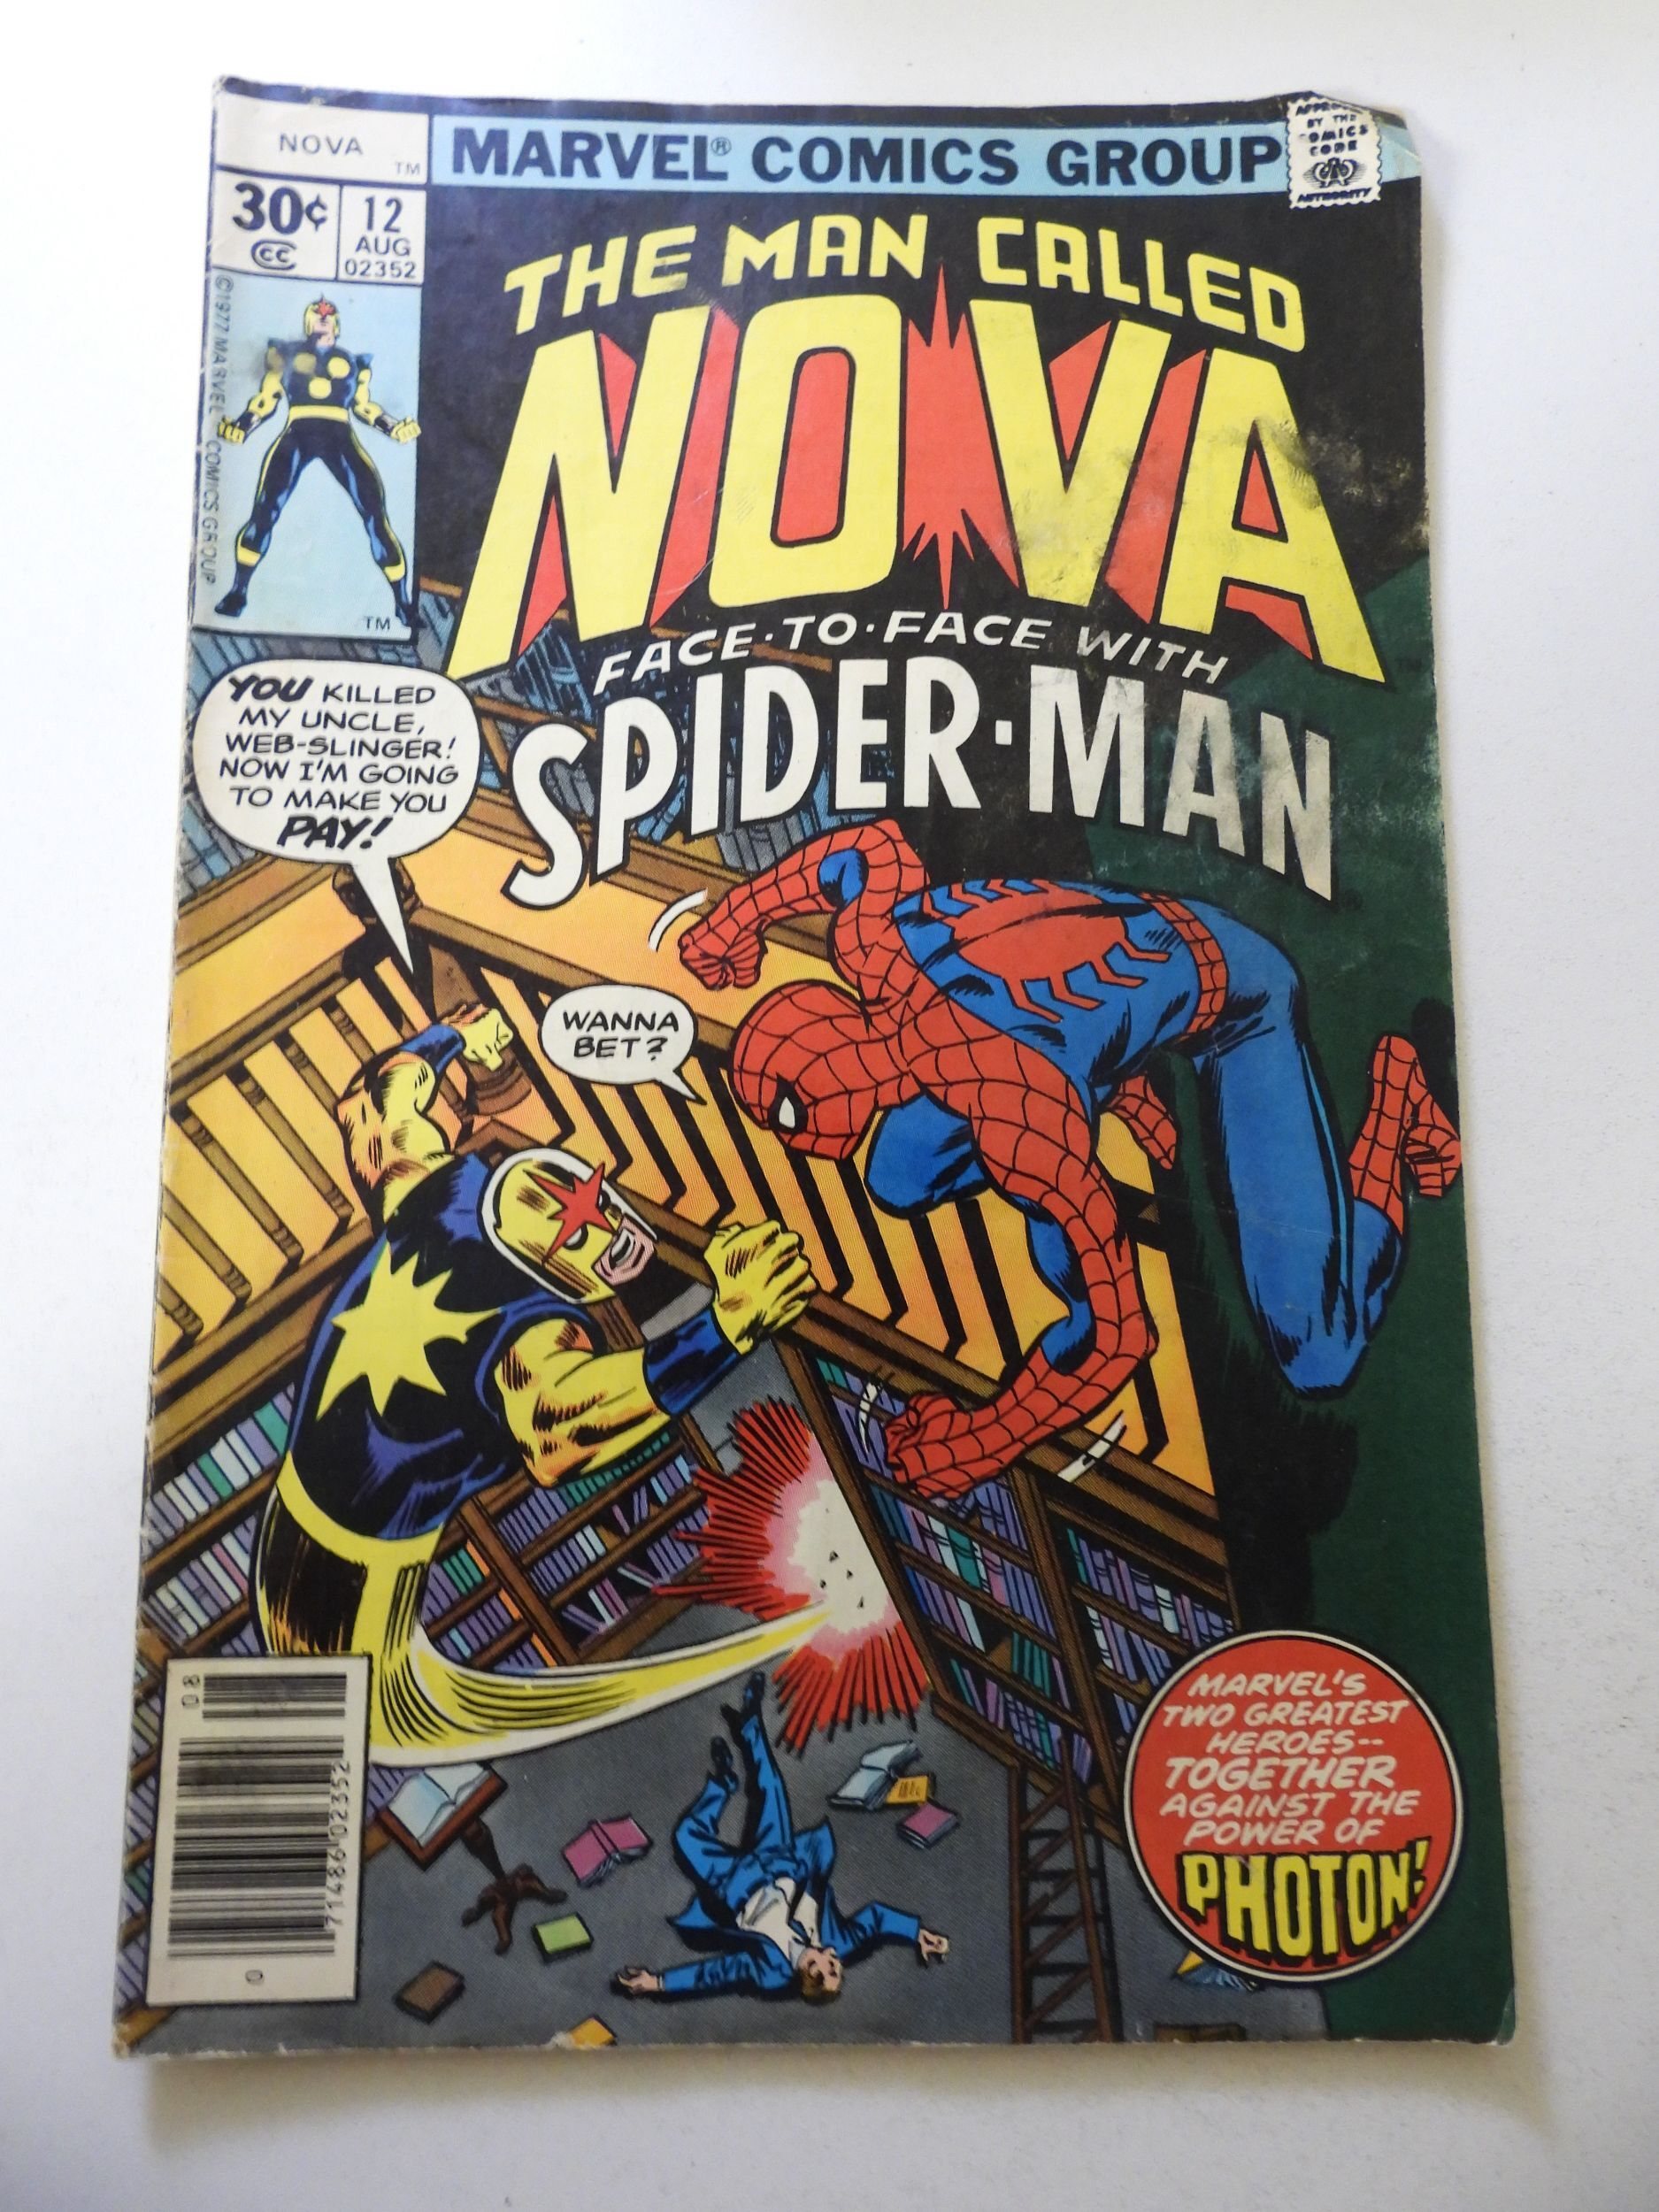 NOVA
TM
30¢
CC
12
AUG
02352
MARVEL® COMICS GROUP
APPROVED
BY THE
COMICS
CODE
AUTHORITY
©1977 MARVEL COMICS GROUP
TM
THE MAN CALLED
NOVA
TM
FACE·TO·FACE WITH
SPIDER·MAN
YOU KILLED
MY UNCLE,
WEB-SLINGER!
NOW I'M GOING
TO MAKE YOU
PAY!
WANNA
BET?
MARVEL'S
TWO GREATEST
HEROES--
TOGETHER
AGAINST THE
POWER OF
PHOTON!
08
71486 02352
0